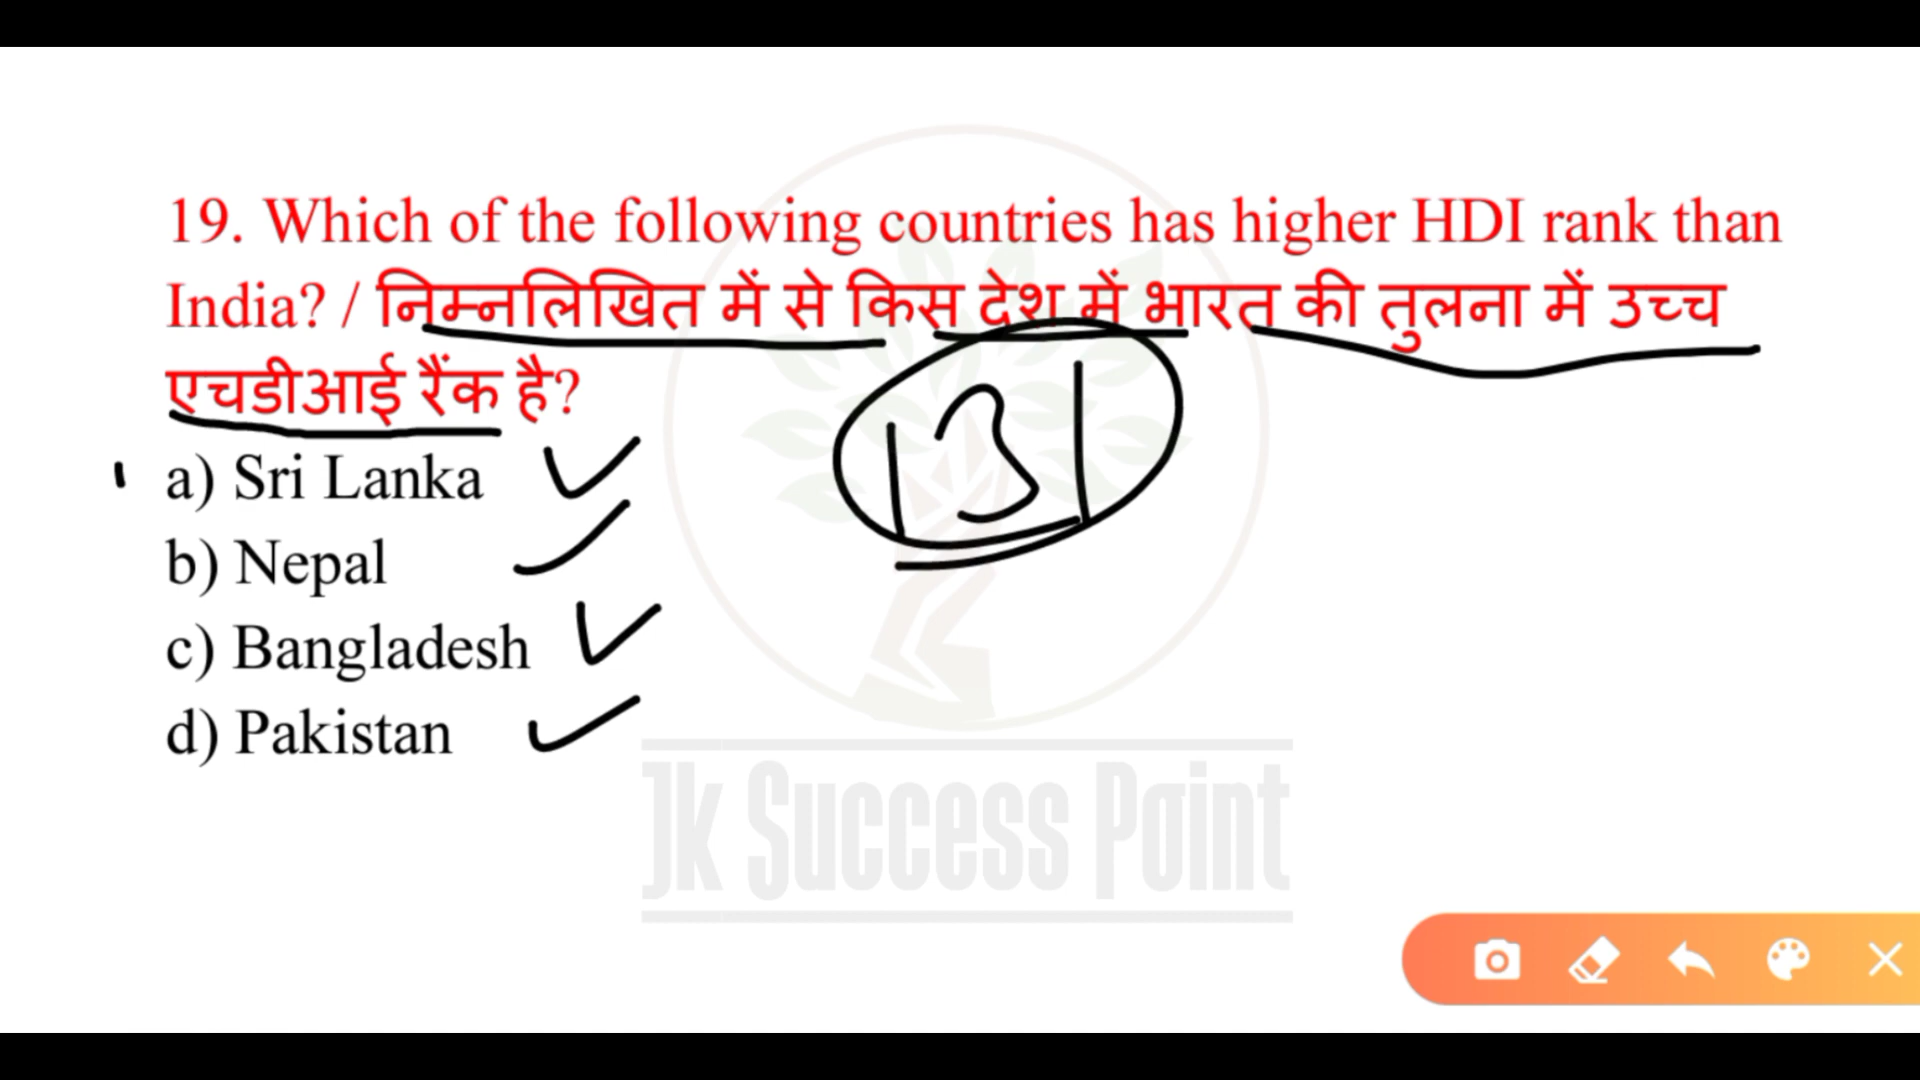 19. Which of the following countries has higher HDI rank than
India? / निम्नलिखित में से किस देश में भारत की तुलना में उच्च
एचडीआई रैंक है?
131
a) Sri Lanka
b) Nepal
c) Bangladesh
d) Pakistan
Jk Success Point